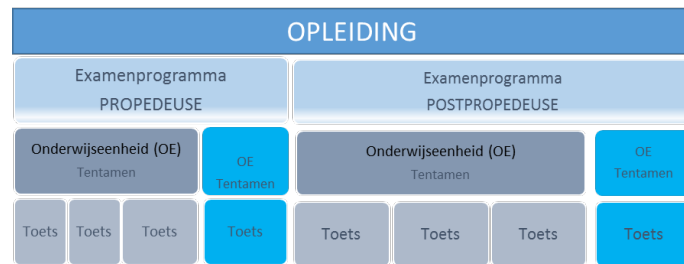 OPLEIDING
Examenprogramma
PROPEDEUSE
Examenprogramma
POSTPROPEDEUSE
Onderwijseenheid (OE)
Tentamen
OE
Tentamen
Onderwijseenheid (OE)
Tentamen
OE
Tentamen
Toets
Toets
Toets
Toets
Toets
Toets
Toets
Toets